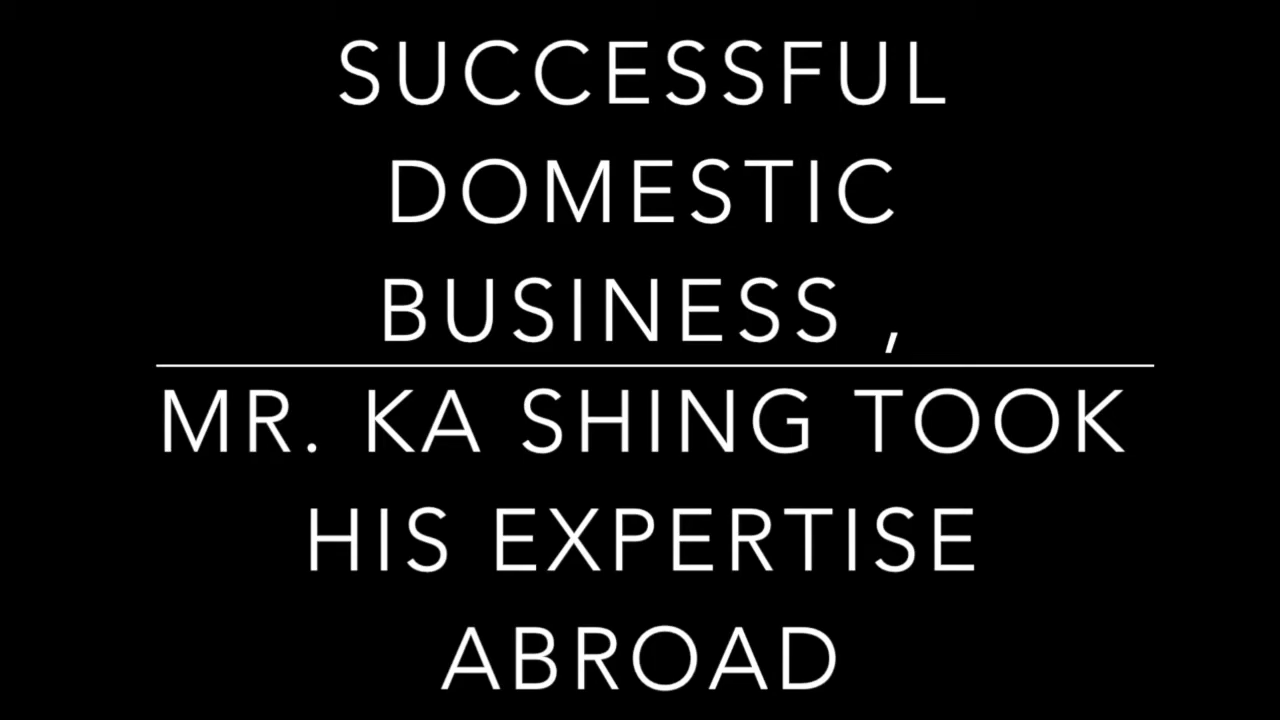 SUCCESSFUL
DOMESTIC
BUSINESS ,
MR. KA SHING TOOK
HIS EXPERTISE
ABROAD